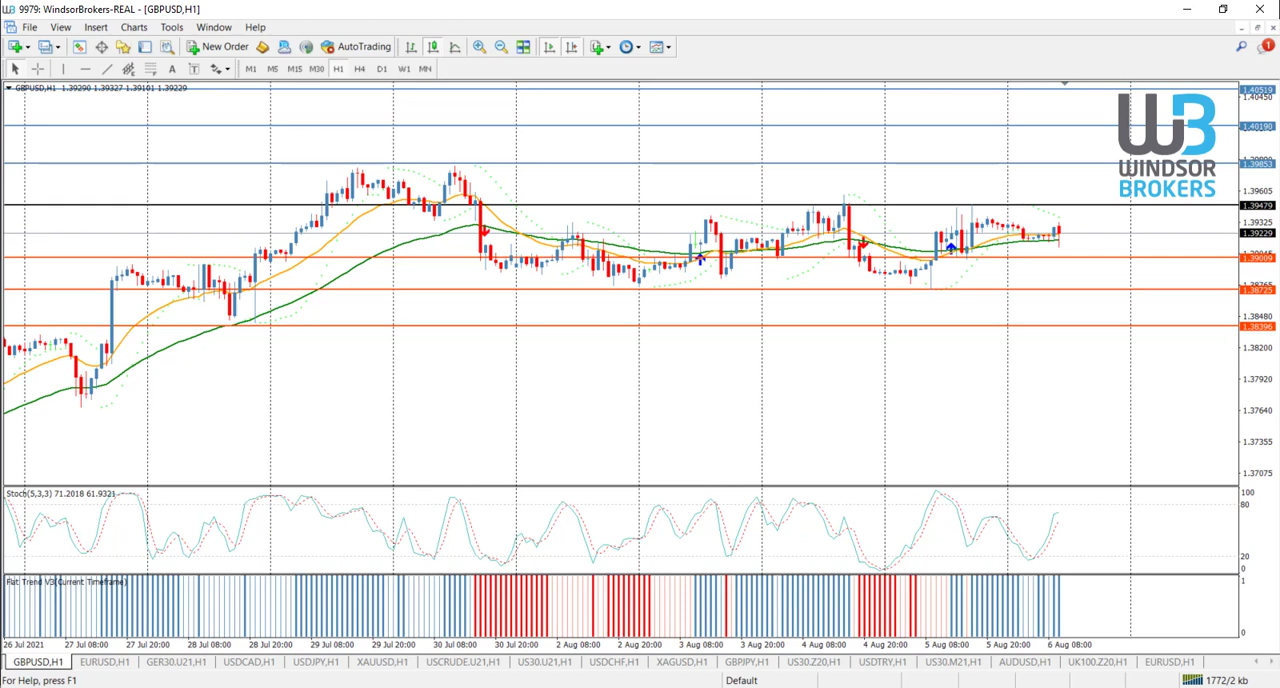 9979: WindsorBrokers-REAL - [GBPUSD,H1]
File View Insert Charts Tools Window Help
New Order AutoTrading 1
M1 M5 M15 M30 H1 H4 D1 W1 MN
GBPUSD,H1 1.39290 1.39327 1.39101 1.39229
1.40519
1.40450
1.40190
1.39853
1.39605
1.39479
1.39325
1.39229
1.39009
1.38725
1.38480
1.38396
1.38200
1.37920
1.37640
1.37355
1.37075
WB
WINDSOR
BROKERS
Stoch(5,3,3) 71.2018 61.9321
100
80
20
0
Flat Trend V3(Current Timeframe)
1
0
26 Jul 2021 27 Jul 08:00 27 Jul 20:00 28 Jul 08:00 28 Jul 20:00 29 Jul 08:00 29 Jul 20:00 30 Jul 08:00 30 Jul 20:00 2 Aug 08:00 2 Aug 20:00 3 Aug 08:00 3 Aug 20:00 4 Aug 08:00 4 Aug 20:00 5 Aug 08:00 5 Aug 20:00 6 Aug 08:00
GBPUSD,H1 EURUSD,H1 GER30.U21,H1 USDCAD,H1 USDJPY,H1 XAUUSD,H1 USCRUDE.U21,H1 US30.U21,H1 USDCHF,H1 XAGUSD,H1 GBPJPY,H1 US30.Z20,H1 USDTRY,H1 US30.M21,H1 AUDUSD,H1 UK100.Z20,H1 EURUSD,H1
For Help, press F1 Default 1772/2 kb